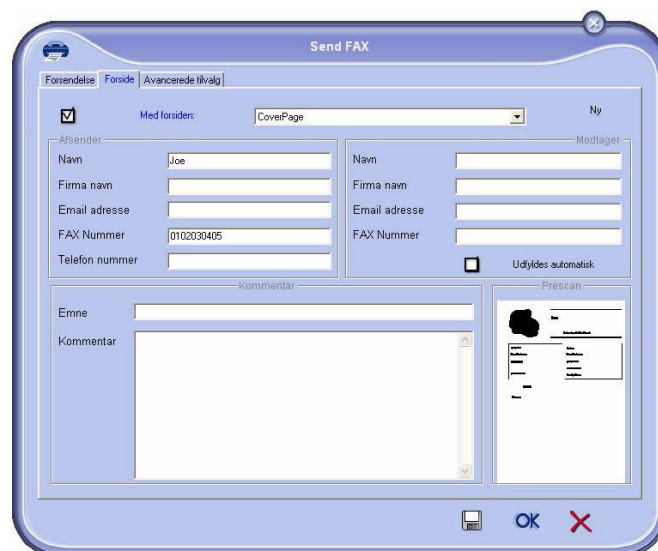 Send FAX
Forsendelse Forside Avancerede tilvalg
Med forsiden: CoverPage Ny
Afsender
Navn Joe
Firma navn
Email adresse
FAX Nummer 0102030405
Telefon nummer
Modtager
Navn
Firma navn
Email adresse
FAX Nummer
Udfyldes automatisk
Kommentar
Emne
Kommentar
Prescan
OK